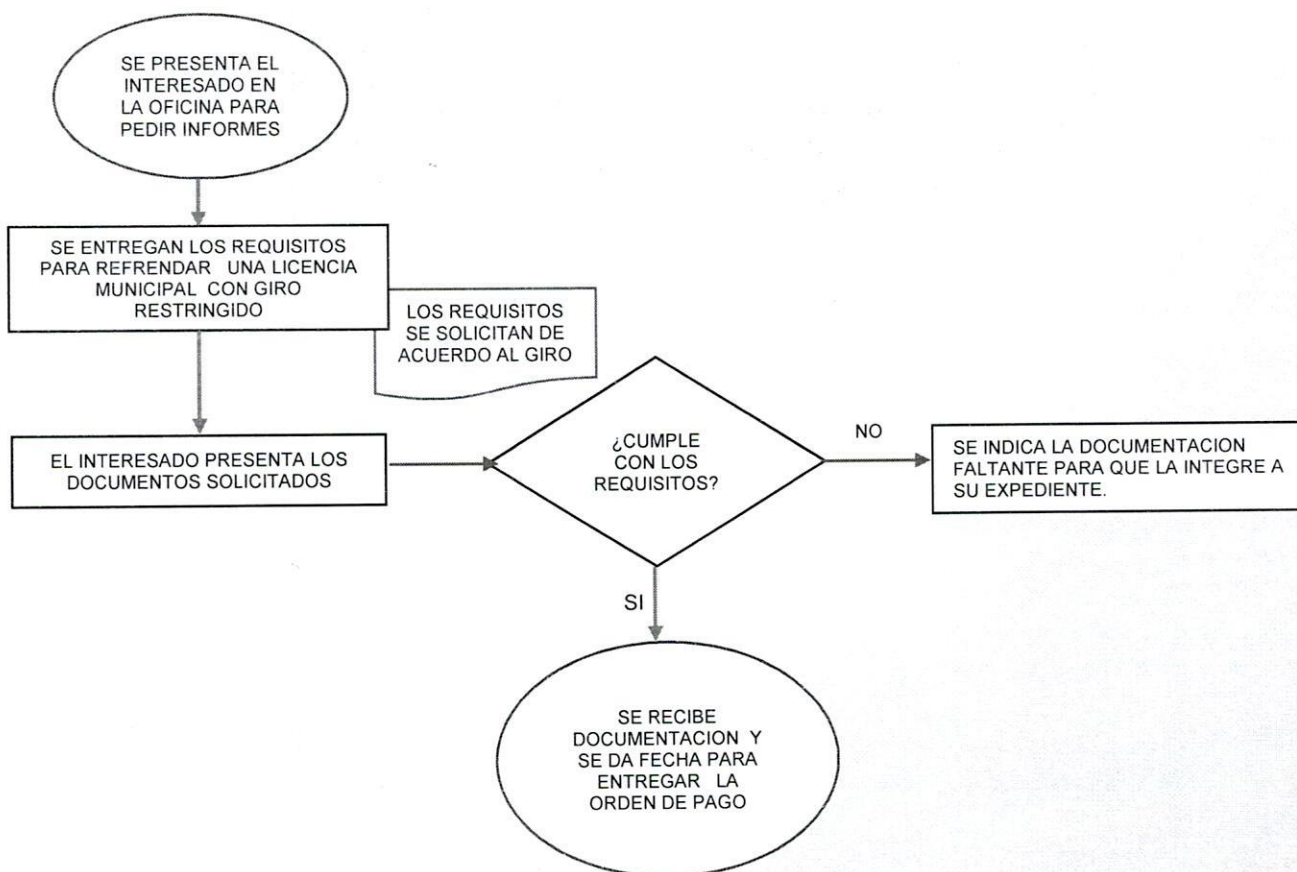 SE PRESENTA EL
INTERESADO EN
LA OFICINA PARA
PEDIR INFORMES
SE ENTREGAN LOS REQUISITOS
PARA REFRENDAR UNA LICENCIA
MUNICIPAL CON GIRO
RESTRINGIDO
LOS REQUISITOS
SE SOLICITAN DE
ACUERDO AL GIRO
EL INTERESADO PRESENTA LOS
DOCUMENTOS SOLICITADOS
¿CUMPLE
CON LOS
REQUISITOS?
NO
SE INDICA LA DOCUMENTACION
FALTANTE PARA QUE LA INTEGRE A
SU EXPEDIENTE.
SI
SE RECIBE
DOCUMENTACION Y
SE DA FECHA PARA
ENTREGAR LA
ORDEN DE PAGO